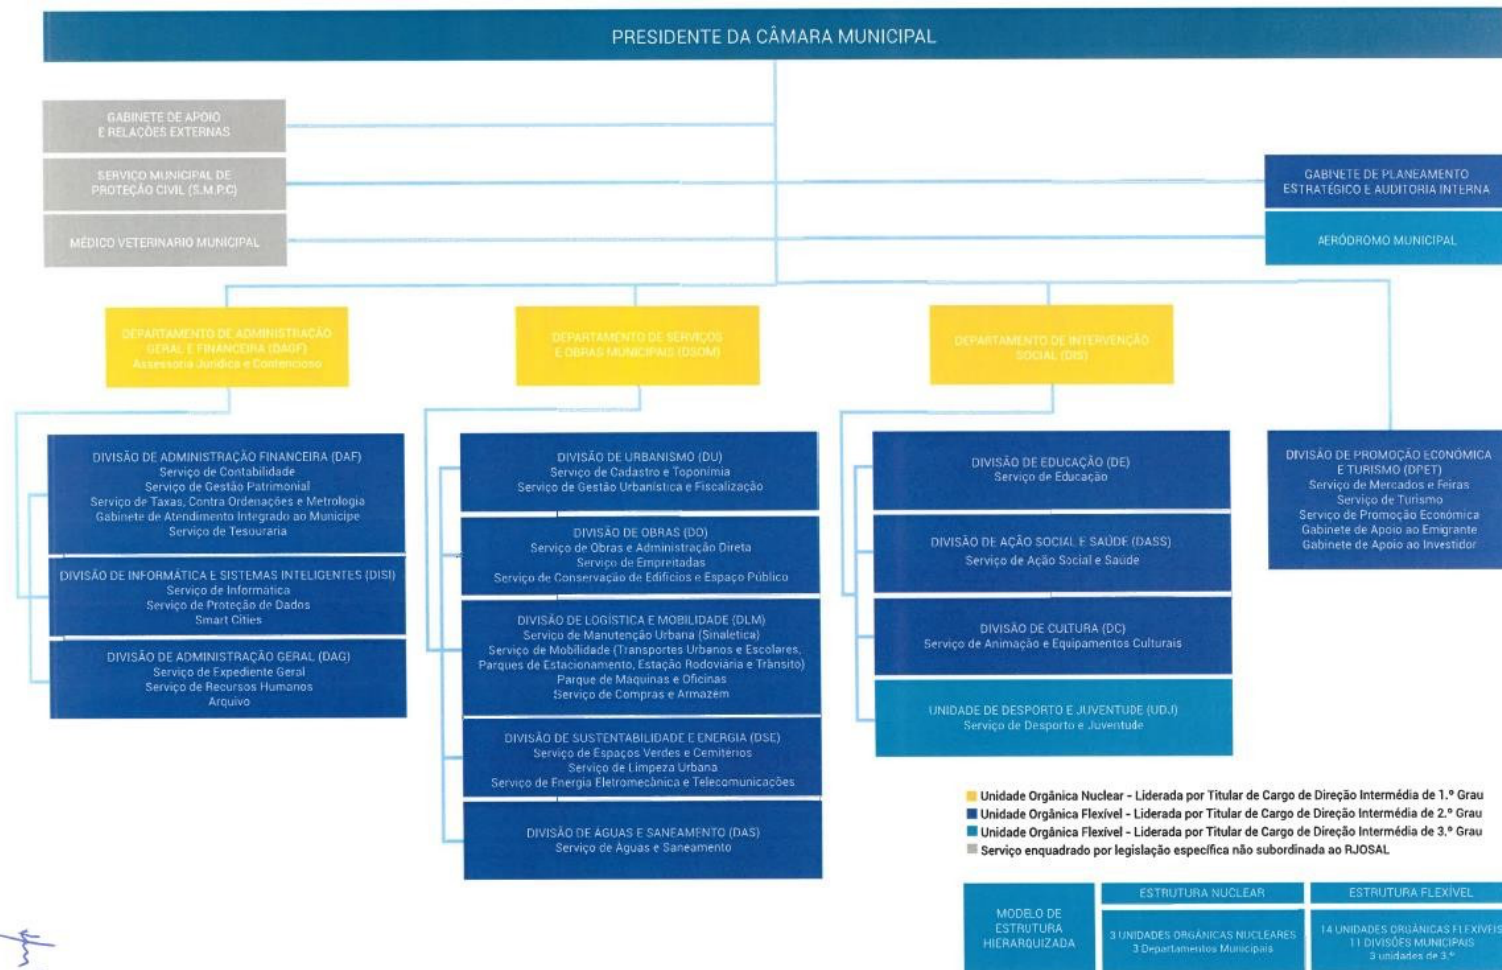 PRESIDENTE DA CÂMARA MUNICIPAL
GABINETE DE APOIO
E RELAÇÕES EXTERNAS
SERVIÇO MUNICIPAL DE
PROTEÇÃO CIVIL (S.M.P.C)
MÉDICO VETERINARIO MUNICIPAL
GABINETE DE PLANEAMENTO
ESTRATÉGICO E AUDITORIA INTERNA
AERÓDROMO MUNICIPAL
DEPARTAMENTO DE ADMINISTRAÇÃO
GERAL E FINANCEIRA (DAGF)
Assessoria Jurídica e Contencioso
DEPARTAMENTO DE SERVIÇOS
E OBRAS MUNICIPAIS (DSOM)
DEPARTAMENTO DE INTERVENÇÃO
SOCIAL (DIS)
DIVISÃO DE ADMINISTRAÇÃO FINANCEIRA (DAF)
Serviço de Contabilidade
Serviço de Gestão Patrimonial
Serviço de Taxas, Contra Ordenações e Metrologia
Gabinete de Atendimento Integrado ao Munícipe
Serviço de Tesouraria
DIVISÃO DE INFORMÁTICA E SISTEMAS INTELIGENTES (DISI)
Serviço de Informática
Serviço de Proteção de Dados
Smart Cities
DIVISÃO DE ADMINISTRAÇÃO GERAL (DAG)
Serviço de Expediente Geral
Serviço de Recursos Humanos
Arquivo
DIVISÃO DE URBANISMO (DU)
Serviço de Cadastro e Toponímia
Serviço de Gestão Urbanística e Fiscalização
DIVISÃO DE OBRAS (DO)
Serviço de Obras e Administração Direta
Serviço de Empreitadas
Serviço de Conservação de Edifícios e Espaço Público
DIVISÃO DE LOGÍSTICA E MOBILIDADE (DLM)
Serviço de Manutenção Urbana (Sinaletica)
Serviço de Mobilidade (Transportes Urbanos e Escolares,
Parques de Estacionamento, Estação Rodoviária e Trânsito)
Parque de Máquinas e Oficinas
Serviço de Compras e Armazém
DIVISÃO DE SUSTENTABILIDADE E ENERGIA (DSE)
Serviço de Espaços Verdes e Cemitérios
Serviço de Limpeza Urbana
Serviço de Energia Eletromecânica e Telecomunicações
DIVISÃO DE ÁGUAS E SANEAMENTO (DAS)
Serviço de Águas e Saneamento
DIVISÃO DE EDUCAÇÃO (DE)
Serviço de Educação
DIVISÃO DE AÇÃO SOCIAL E SAÚDE (DASS)
Serviço de Ação Social e Saúde
DIVISÃO DE CULTURA (DC)
Serviço de Animação e Equipamentos Culturais
UNIDADE DE DESPORTO E JUVENTUDE (UDJ)
Serviço de Desporto e Juventude
DIVISÃO DE PROMOÇÃO ECONÓMICA
E TURISMO (DPET)
Serviço de Mercados e Feiras
Serviço de Turismo
Serviço de Promoção Económica
Gabinete de Apoio ao Emigrante
Gabinete de Apoio ao Investidor
Unidade Orgânica Nuclear - Liderada por Titular de Cargo de Direção Intermédia de 1.º Grau
Unidade Orgânica Flexível - Liderada por Titular de Cargo de Direção Intermédia de 2.º Grau
Unidade Orgânica Flexível - Liderada por Titular de Cargo de Direção Intermédia de 3.º Grau
Serviço enquadrado por legislação específica não subordinada ao RJOSAL
MODELO DE
ESTRUTURA
HIERARQUIZADA
ESTRUTURA NUCLEAR
3 UNIDADES ORGÂNICAS NUCLEARES
3 Departamentos Municipais
ESTRUTURA FLEXÍVEL
14 UNIDADES ORGÂNICAS FLEXÍVEIS
11 DIVISÕES MUNICIPAIS
3 unidades de 3.º